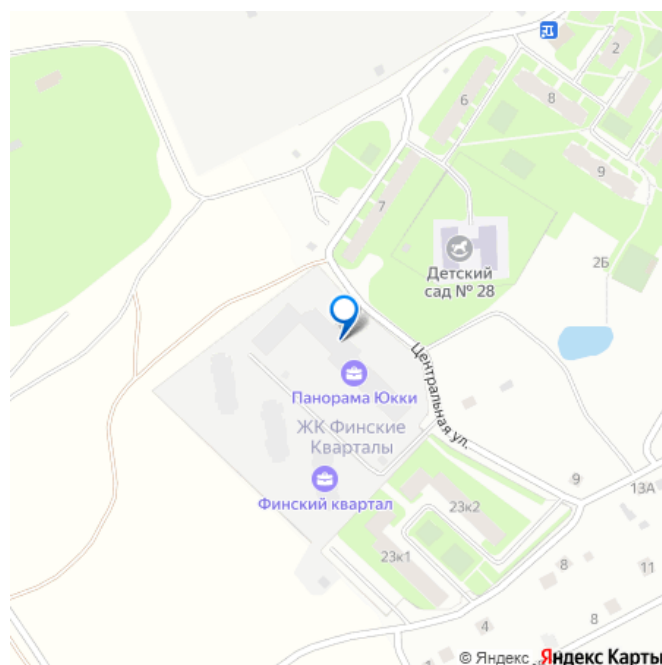 2
6
8
9
7
Детский
сад № 28
2Б
Центральная ул.
Панорама Юкки
ЖК Финские
Кварталы
Финский квартал
9
13А
23к2
23к1
8
11
4
8
© Яндекс Яндекс Карты